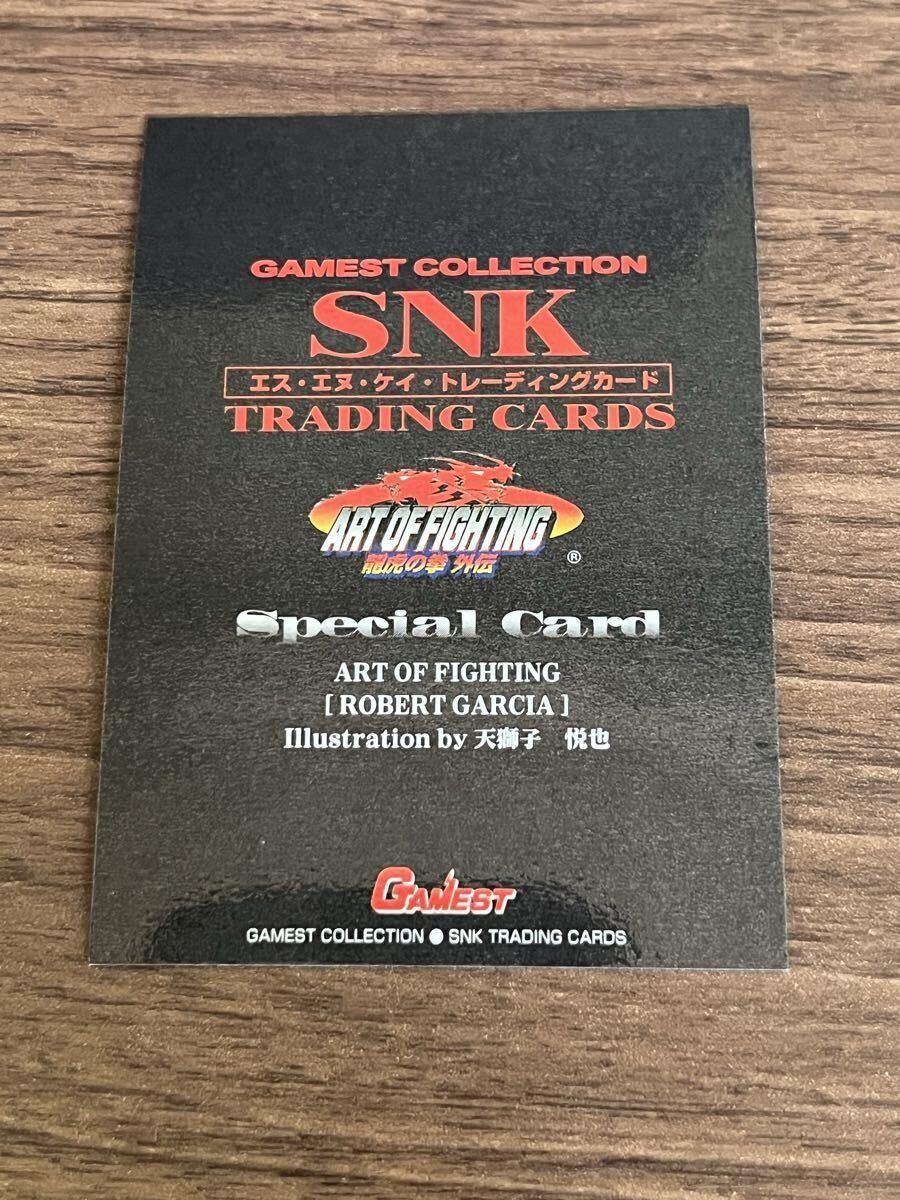 GAMEST COLLECTION
SNK
エス・エヌ・ケイ・トレーディングカード
TRADING CARDS
ART OF FIGHTING
龍虎の拳 外伝
®
Special Card
ART OF FIGHTING
[ ROBERT GARCIA ]
Illustration by 天獅子　悦也
GAMEST
GAMEST COLLECTION ● SNK TRADING CARDS